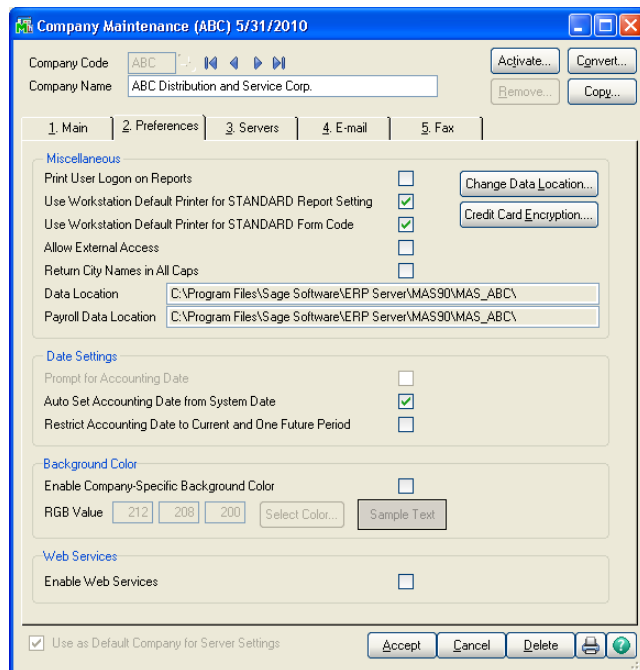 Company Maintenance (ABC) 5/31/2010
Company Code ABC
Activate... Convert...
Company Name ABC Distribution and Service Corp.
Remove... Copy...
1. Main 2. Preferences 3. Servers 4. E-mail 5. Fax
Miscellaneous
Print User Logon on Reports
Change Data Location...
Use Workstation Default Printer for STANDARD Report Setting
Use Workstation Default Printer for STANDARD Form Code
Credit Card Encryption....
Allow External Access
Return City Names in All Caps
Data Location C:\Program Files\Sage Software\ERP Server\MAS90\MAS_ABC\
Payroll Data Location C:\Program Files\Sage Software\ERP Server\MAS90\MAS_ABC\
Date Settings
Prompt for Accounting Date
Auto Set Accounting Date from System Date
Restrict Accounting Date to Current and One Future Period
Background Color
Enable Company-Specific Background Color
RGB Value 212 208 200 Select Color... Sample Text
Web Services
Enable Web Services
Use as Default Company for Server Settings Accept Cancel Delete